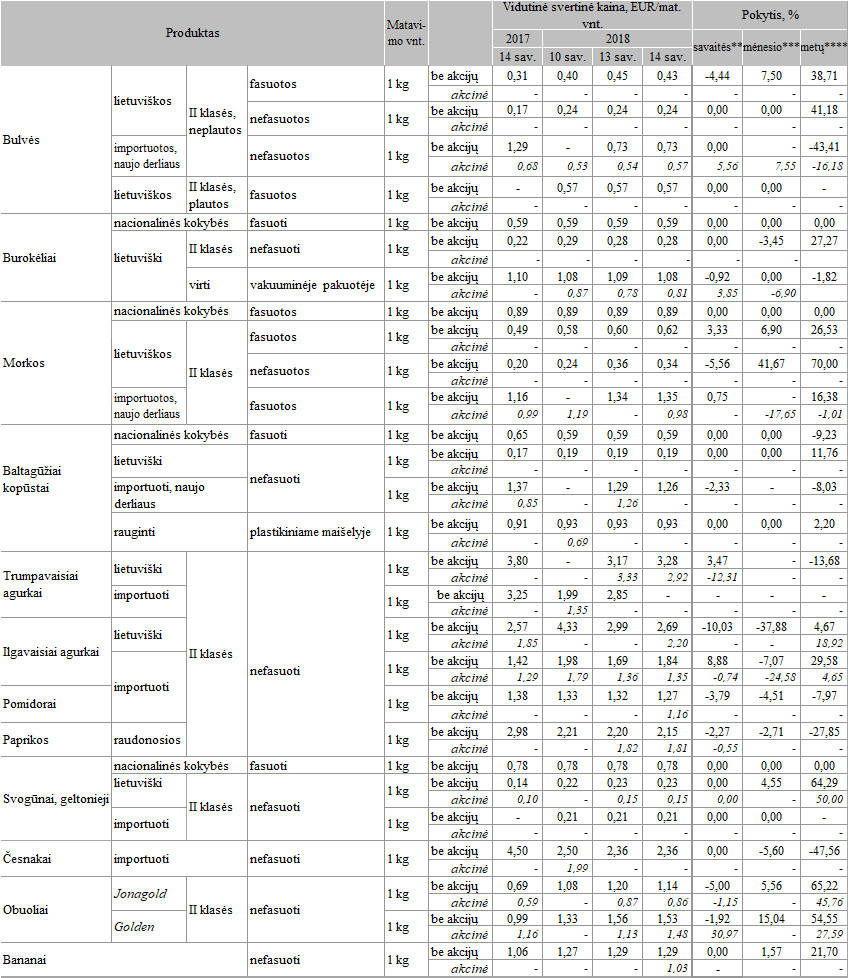 Produktas Matavi- Vidutinė svertinė kaina, EUR/mat. Pokytis, %
mo vnt. vnt.
2017 2018 savaitės** mėnesio*** metų****
14 sav. 10 sav. 13 sav. 14 sav.
Bulvės lietuviškos II klasės, neplautos fasuotos 1 kg be akcijų 0,31 0,40 0,45 0,43 -4,44 7,50 38,71
akcinė - - - - - - -
nefasuotos 1 kg be akcijų 0,17 0,24 0,24 0,24 0,00 0,00 41,18
akcinė - - - - - - -
importuotos, naujo derliaus nefasuotos 1 kg be akcijų 1,29 - 0,73 0,73 0,00 - -43,41
akcinė 0,68 0,53 0,54 0,57 5,56 7,55 -16,18
lietuviškos II klasės, plautos fasuotos 1 kg be akcijų - 0,57 0,57 0,57 0,00 0,00 -
akcinė - - - - - - -
Burokėliai nacionalinės kokybės fasuoti 1 kg be akcijų 0,59 0,59 0,59 0,59 0,00 0,00 0,00
lietuviški II klasės nefasuoti 1 kg be akcijų 0,22 0,29 0,28 0,28 0,00 -3,45 27,27
akcinė - - - - - - -
virti vakuuminėje pakuotėje 1 kg be akcijų 1,10 1,08 1,09 1,08 -0,92 0,00 -1,82
akcinė - 0,87 0,78 0,81 3,85 -6,90
Morkos nacionalinės kokybės fasuotos 1 kg be akcijų 0,89 0,89 0,89 0,89 0,00 0,00 0,00
lietuviškos II klasės fasuotos 1 kg be akcijų 0,49 0,58 0,60 0,62 3,33 6,90 26,53
akcinė - - - - - - -
nefasuotos 1 kg be akcijų 0,20 0,24 0,36 0,34 -5,56 41,67 70,00
akcinė - - - - - - -
importuotos, naujo derliaus fasuotos 1 kg be akcijų 1,16 - 1,34 1,35 0,75 - 16,38
akcinė 0,99 1,19 - 0,98 - -17,65 -1,01
Baltagūžiai kopūstai nacionalinės kokybės fasuoti 1 kg be akcijų 0,65 0,59 0,59 0,59 0,00 0,00 -9,23
lietuviški nefasuoti 1 kg be akcijų 0,17 0,19 0,19 0,19 0,00 0,00 11,76
akcinė - - - - - - -
importuoti, naujo derliaus 1 kg be akcijų 1,37 - 1,29 1,26 -2,33 - -8,03
akcinė 0,85 - 1,26 - - - -
rauginti plastikiniame maišelyje 1 kg be akcijų 0,91 0,93 0,93 0,93 0,00 0,00 2,20
akcinė - 0,69 - - - - -
Trumpavaisiai agurkai lietuviški II klasės nefasuoti 1 kg be akcijų 3,80 - 3,17 3,28 3,47 - -13,68
akcinė - - 3,33 2,92 -12,31 - -
importuoti 1 kg be akcijų 3,25 1,99 2,85 - - - -
akcinė - 1,35 - - - - -
Ilgavaisiai agurkai lietuviški 1 kg be akcijų 2,57 4,33 2,99 2,69 -10,03 -37,88 4,67
akcinė 1,85 - - 2,20 - - 18,92
importuoti 1 kg be akcijų 1,42 1,98 1,69 1,84 8,88 -7,07 29,58
akcinė 1,29 1,79 1,36 1,35 -0,74 -24,58 4,65
Pomidorai 1 kg be akcijų 1,38 1,33 1,32 1,27 -3,79 -4,51 -7,97
akcinė - - - 1,16 - - -
Paprikos raudonosios 1 kg be akcijų 2,98 2,21 2,20 2,15 -2,27 -2,71 -27,85
akcinė - - 1,82 1,81 -0,55 - -
Svogūnai, geltonieji nacionalinės kokybės fasuoti 1 kg be akcijų 0,78 0,78 0,78 0,78 0,00 0,00 0,00
lietuviški II klasės nefasuoti 1 kg be akcijų 0,14 0,22 0,23 0,23 0,00 4,55 64,29
akcinė 0,10 - 0,15 0,15 0,00 - 50,00
importuoti 1 kg be akcijų - 0,21 0,21 0,21 0,00 0,00 -
akcinė - - - - - - -
Česnakai importuoti nefasuoti 1 kg be akcijų 4,50 2,50 2,36 2,36 0,00 -5,60 -47,56
akcinė - 1,99 - - - - -
Obuoliai Jonagold II klasės nefasuoti 1 kg be akcijų 0,69 1,08 1,20 1,14 -5,00 5,56 65,22
akcinė 0,59 - 0,87 0,86 -1,15 - 45,76
Golden 1 kg be akcijų 0,99 1,33 1,56 1,53 -1,92 15,04 54,55
akcinė 1,16 - 1,13 1,48 30,97 - 27,59
Bananai nefasuoti 1 kg be akcijų 1,06 1,27 1,29 1,29 0,00 1,57 21,70
akcinė - - - 1,03 - - -